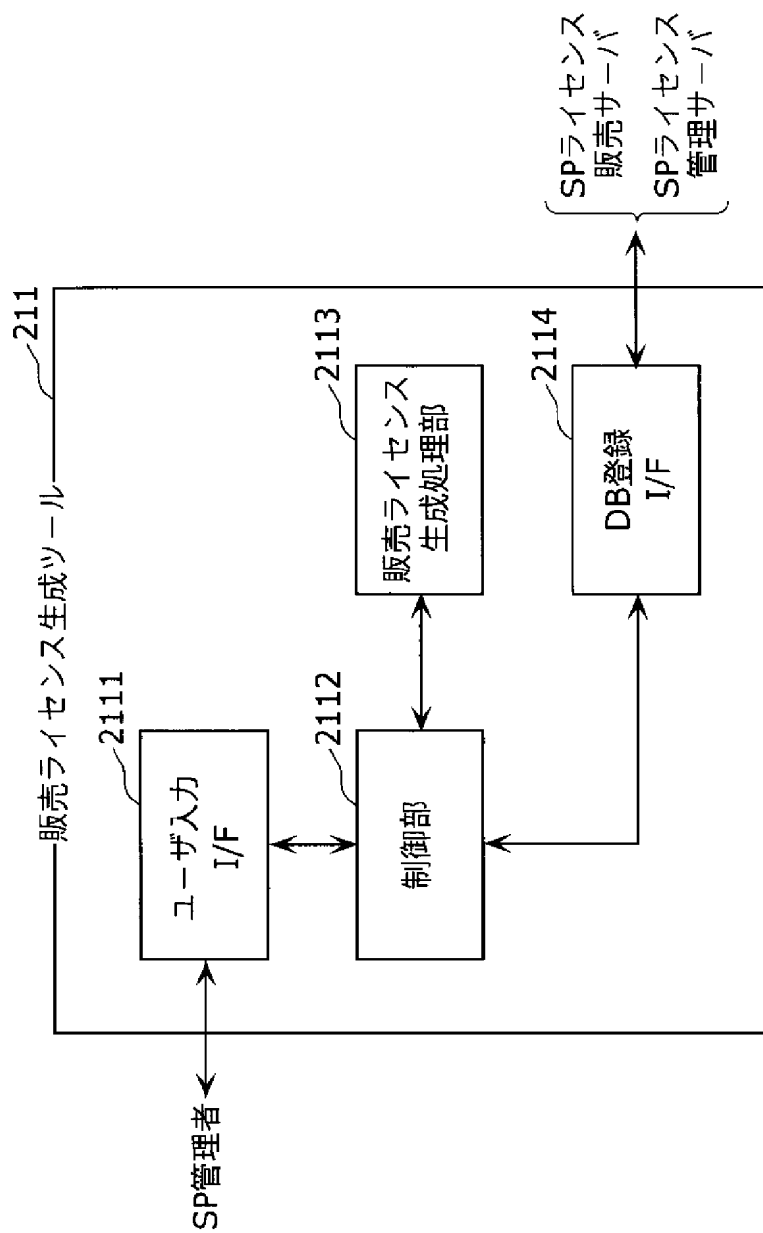 販売ライセンス生成ツール
211
SP管理者
ユーザ入力
I/F
2111
制御部
2112
販売ライセンス
生成処理部
2113
DB登録
I/F
2114
SPライセンス
販売サーバ
SPライセンス
管理サーバ